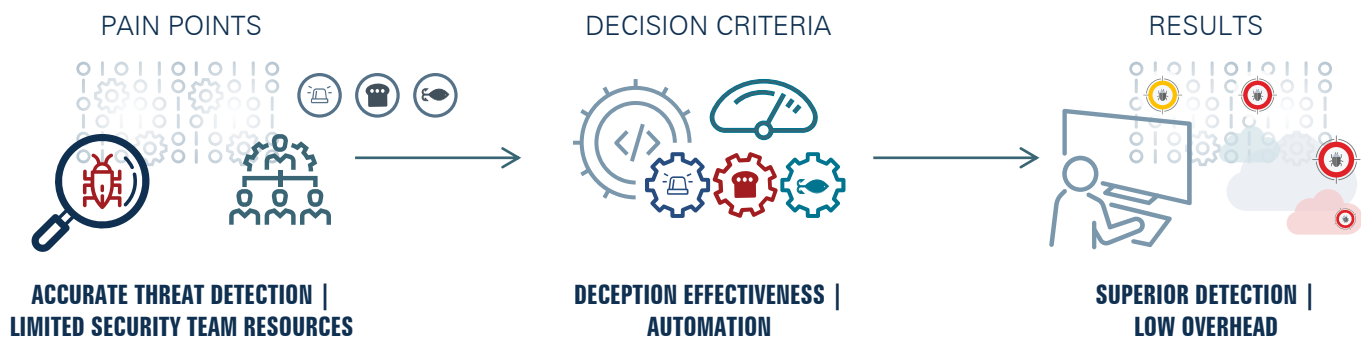 PAIN POINTS
ACCURATE THREAT DETECTION |
LIMITED SECURITY TEAM RESOURCES
DECISION CRITERIA
</>
DECEPTION EFFECTIVENESS |
AUTOMATION
RESULTS
SUPERIOR DETECTION |
LOW OVERHEAD